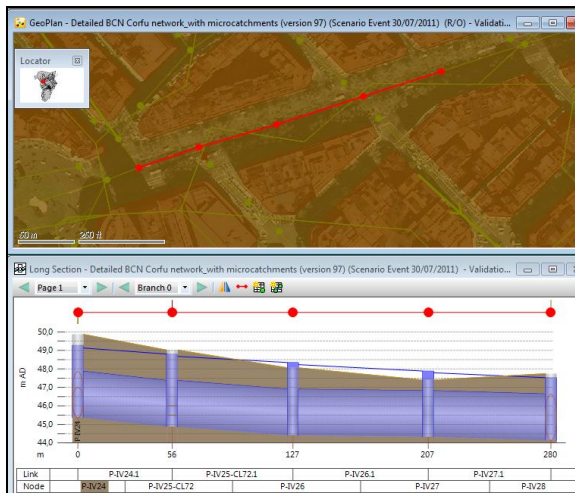 GeoPlan - Detailed BCN Corfu network_with microcatchments (version 97) (Scenario Event 30/07/2011) (R/O) - Validati...
Locator
60 m 250 ft
Long Section - Detailed BCN Corfu network_with microcatchments (version 97) (Scenario Event 30/07/2011) - Validatio...
Page 1 Branch 0
50,0
49,0
48,0
47,0
46,0
45,0
44,0
m AD
P-IV24
m 0 56 127 207 280
Link P-IV24.1 P-IV25-CL72.1 P-IV26.1 P-IV27.1
Node P-IV24 P-IV25-CL72 P-IV26 P-IV27 P-IV28